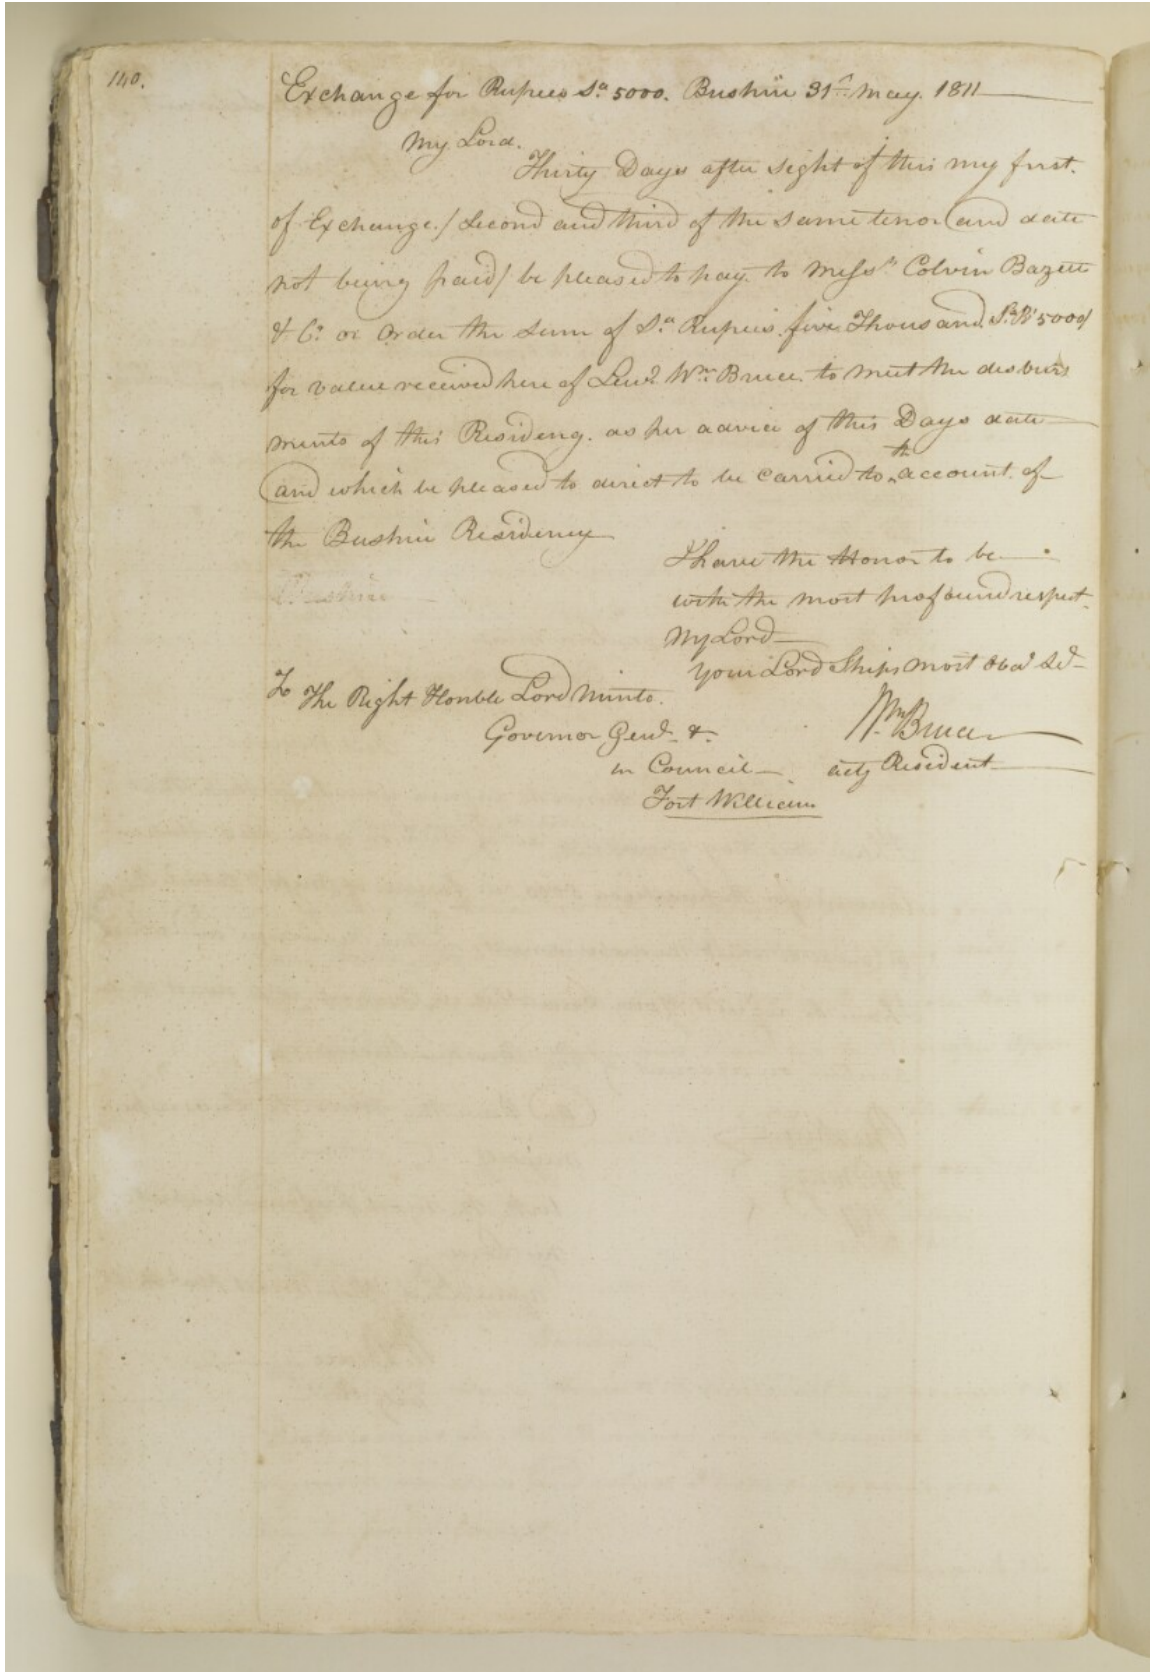 140.
Exchange for Rupees Sa. 5000. Bushire 31st May. 1811
My Lord.
Thirty Days after sight of this my first.
of Exchange / second and third of the same tenor and date
not being paid / be pleased to pay to Messrs Colvin Bazett
& Co. or Order the sum of Sa. Rupees five Thousand Sa. Rs 5000/
for value received here of Lieut. Wm. Bruce to meet the disburs
ments of this Residency. as per advice of this Days date
and which be pleased to direct to be carried to the account of
the Bushire Residency
I have the Honor to be
with the most profound respect.
My Lord
your Lord Ships most Obdt. St.
To The Right Honble Lord Minto.
Governor Genl. &.
in Council
Fort William
Wm Bruce
actg Resident